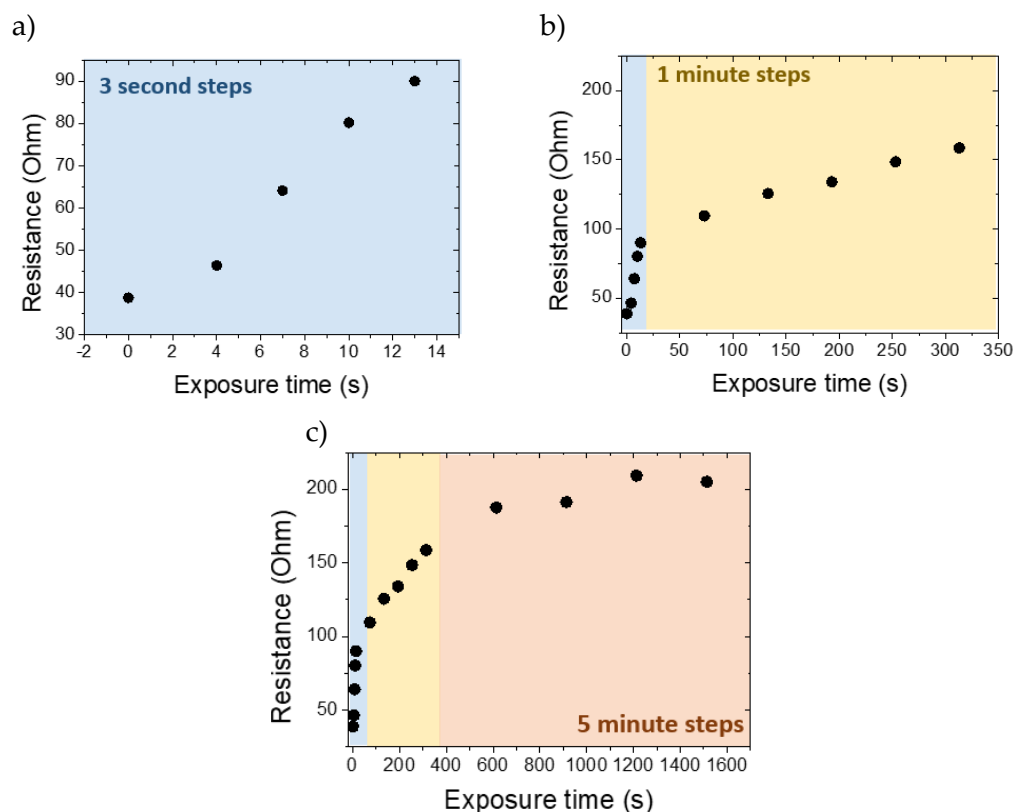 a)
3 second steps
Resistance (Ohm)
90
80
70
60
50
40
30
-2 0 2 4 6 8 10 12 14
Exposure time (s)
b)
1 minute steps
Resistance (Ohm)
200
150
100
50
0 50 100 150 200 250 300 350
Exposure time (s)
c)
Resistance (Ohm)
200
150
100
50
5 minute steps
0 200 400 600 800 1000 1200 1400 1600
Exposure time (s)